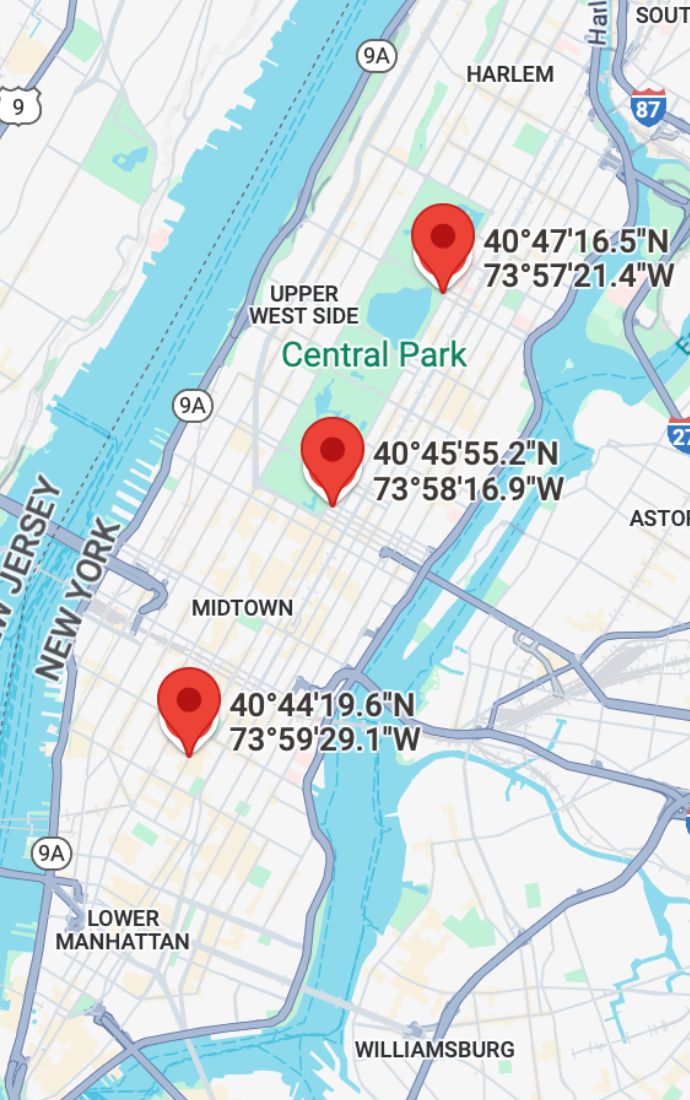 SOUT
9A
HARLEM
9
87
40°47'16.5"N
73°57'21.4"W
UPPER
WEST SIDE
Central Park
9A
40°45'55.2"N
73°58'16.9"W
NEW YORK
MIDTOWN
40°44'19.6"N
73°59'29.1"W
9A
LOWER
MANHATTAN
WILLIAMSBURG
JERSEY
ASTOR
Harl
27